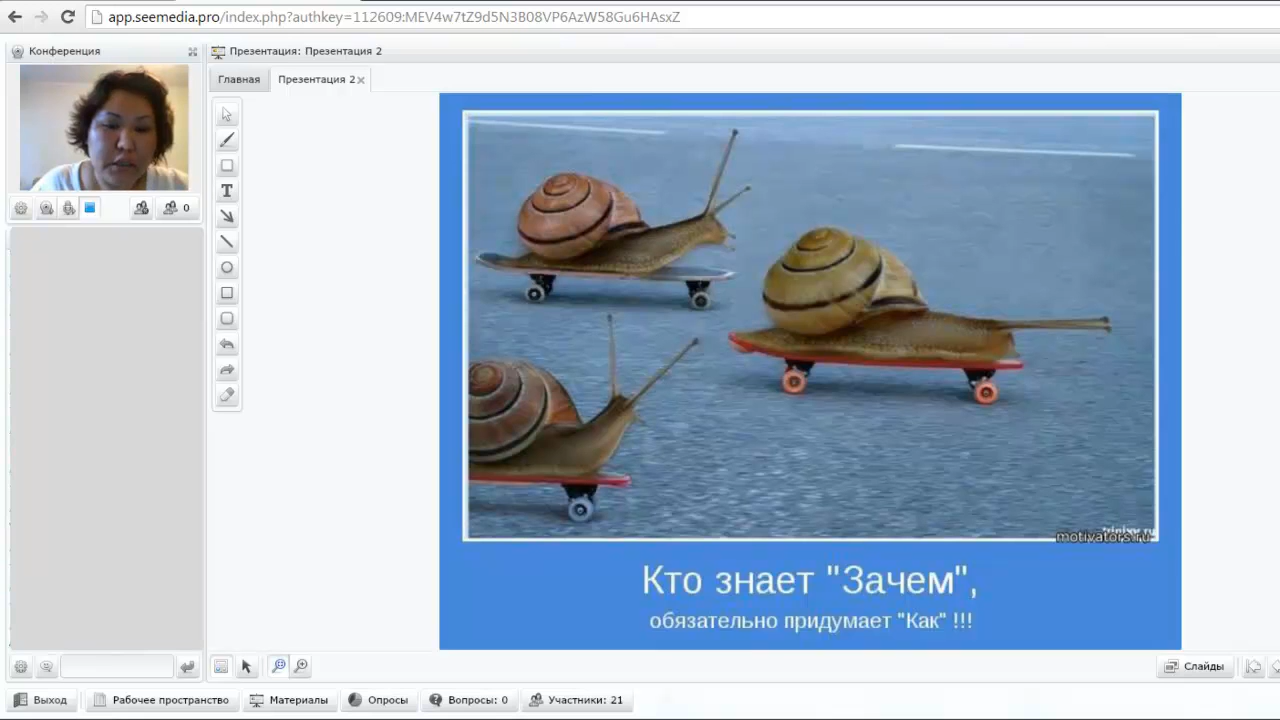 app.seemedia.pro/index.php?authkey=112609:MEV4w7tZ9d5N3B08VP6AzW58Gu6HAsxZ
Конференция
Презентация: Презентация 2
Главная
Презентация 2
T
0
motivators.ru
Кто знает "Зачем",
обязательно придумает "Как" !!!
Слайды
Выход
Рабочее пространство
Материалы
Опросы
Вопросы: 0
Участники: 21